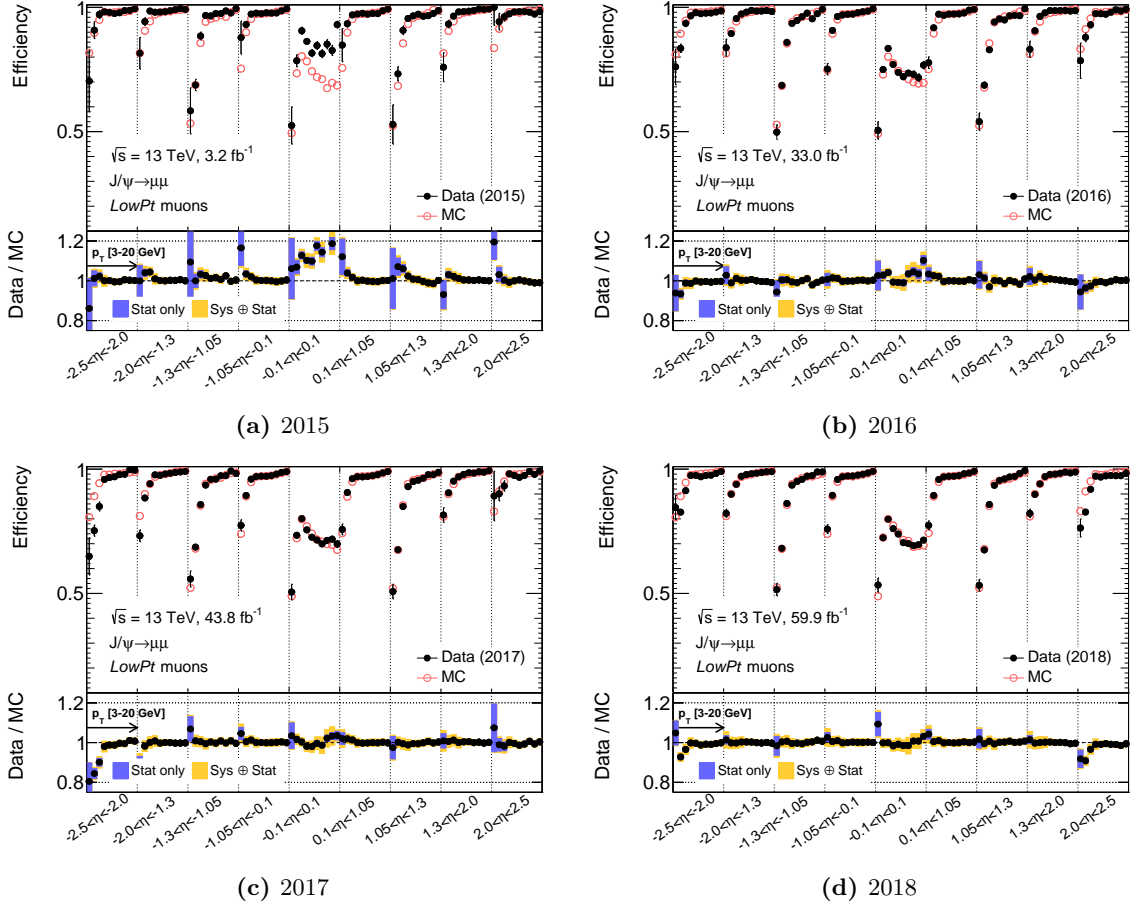 Efficiency
1
0.5
√s = 13 TeV, 3.2 fb⁻¹
J/ψ→μμ
LowPt muons
Data (2015)
MC
Data / MC
1.2
1
0.8
p_T [3-20 GeV]
Stat only
Sys ⊕ Stat
-2.5<η<-2.0
-2.0<η<-1.3
-1.3<η<-1.05
-1.05<η<-0.1
-0.1<η<0.1
0.1<η<1.05
1.05<η<1.3
1.3<η<2.0
2.0<η<2.5
(a) 2015
Efficiency
1
0.5
√s = 13 TeV, 33.0 fb⁻¹
J/ψ→μμ
LowPt muons
Data (2016)
MC
Data / MC
1.2
1
0.8
p_T [3-20 GeV]
Stat only
Sys ⊕ Stat
-2.5<η<-2.0
-2.0<η<-1.3
-1.3<η<-1.05
-1.05<η<-0.1
-0.1<η<0.1
0.1<η<1.05
1.05<η<1.3
1.3<η<2.0
2.0<η<2.5
(b) 2016
Efficiency
1
0.5
√s = 13 TeV, 43.8 fb⁻¹
J/ψ→μμ
LowPt muons
Data (2017)
MC
Data / MC
1.2
1
0.8
p_T [3-20 GeV]
Stat only
Sys ⊕ Stat
-2.5<η<-2.0
-2.0<η<-1.3
-1.3<η<-1.05
-1.05<η<-0.1
-0.1<η<0.1
0.1<η<1.05
1.05<η<1.3
1.3<η<2.0
2.0<η<2.5
(c) 2017
Efficiency
1
0.5
√s = 13 TeV, 59.9 fb⁻¹
J/ψ→μμ
LowPt muons
Data (2018)
MC
Data / MC
1.2
1
0.8
p_T [3-20 GeV]
Stat only
Sys ⊕ Stat
-2.5<η<-2.0
-2.0<η<-1.3
-1.3<η<-1.05
-1.05<η<-0.1
-0.1<η<0.1
0.1<η<1.05
1.05<η<1.3
1.3<η<2.0
2.0<η<2.5
(d) 2018